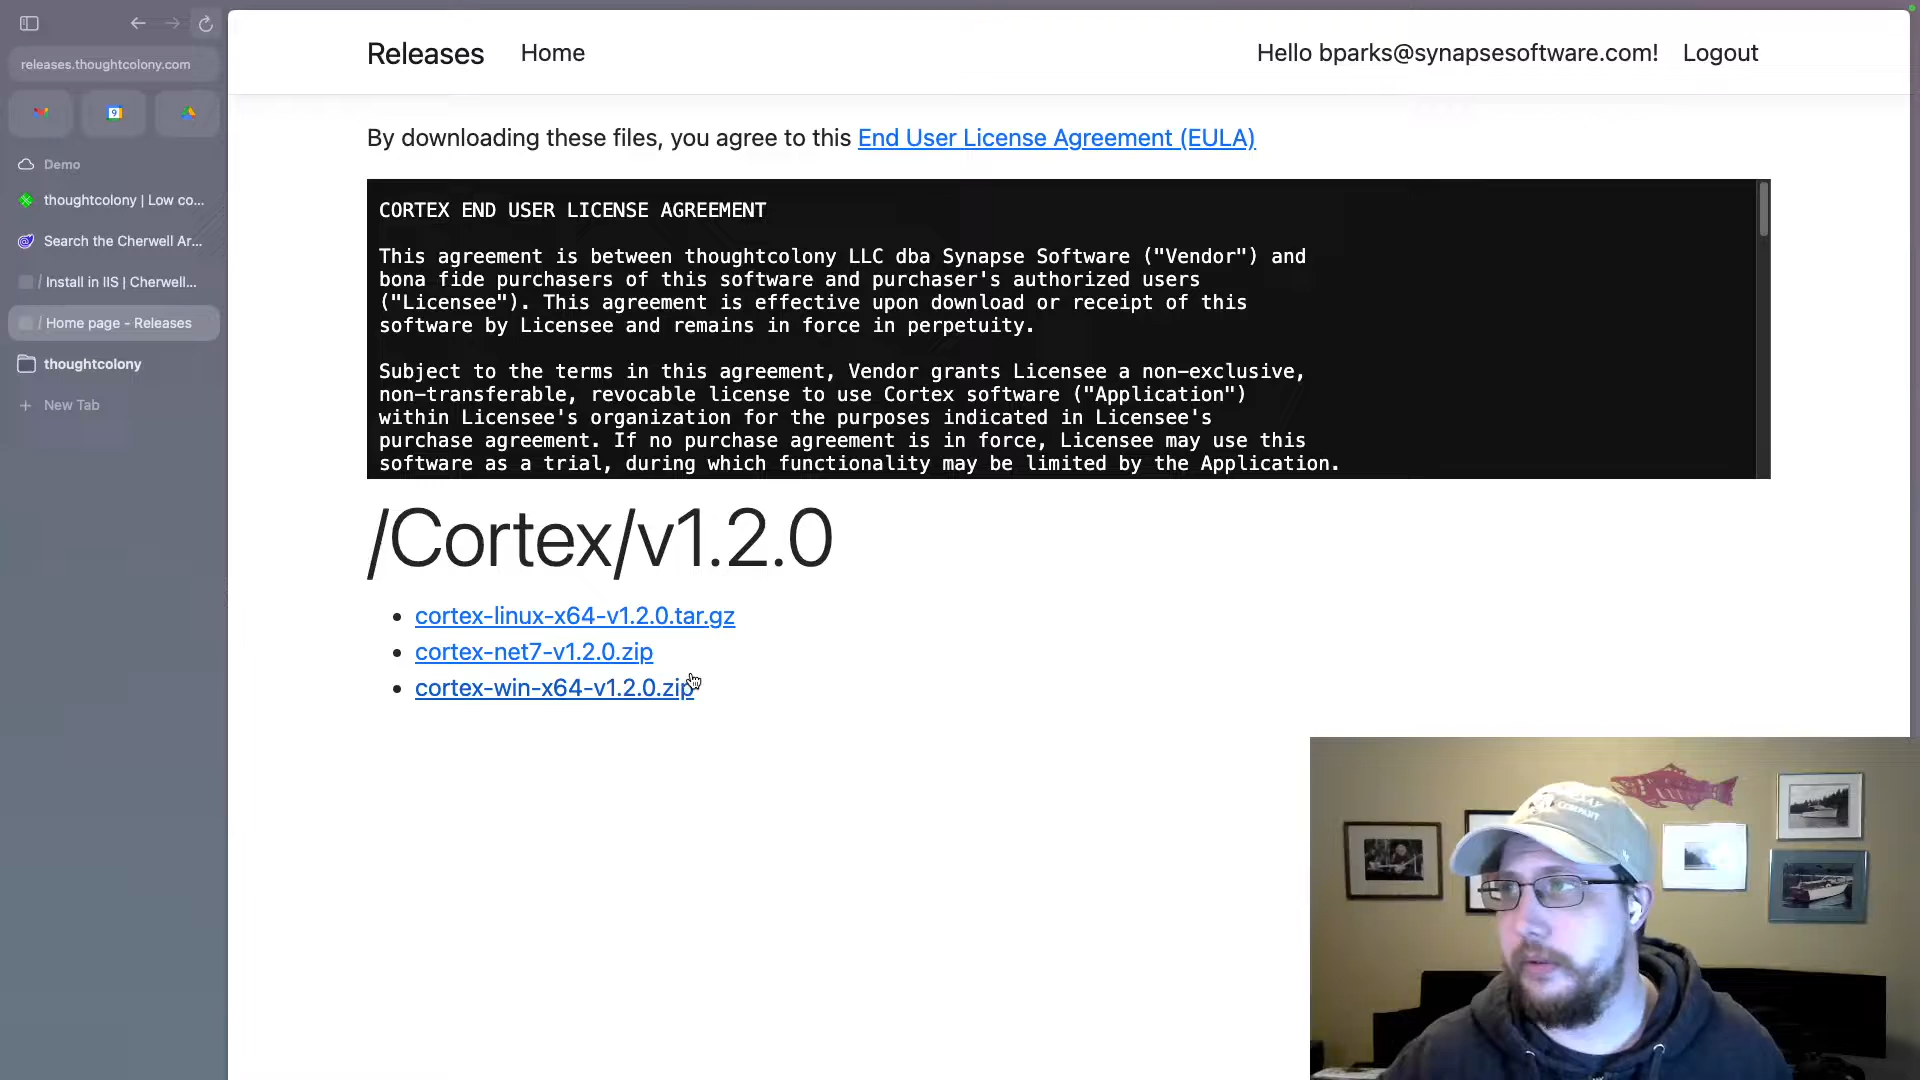 releases.thoughtcolony.com
Demo
thoughtcolony | Low co...
Search the Cherwell Ar...
/ Install in IIS | Cherwell...
/ Home page - Releases
thoughtcolony
+ New Tab
Releases
Home
Hello bparks@synapsesoftware.com!
Logout
By downloading these files, you agree to this End User License Agreement (EULA)
CORTEX END USER LICENSE AGREEMENT
This agreement is between thoughtcolony LLC dba Synapse Software ("Vendor") and
bona fide purchasers of this software and purchaser's authorized users
("Licensee"). This agreement is effective upon download or receipt of this
software by Licensee and remains in force in perpetuity.
Subject to the terms in this agreement, Vendor grants Licensee a non-exclusive,
non-transferable, revocable license to use Cortex software ("Application")
within Licensee's organization for the purposes indicated in Licensee's
purchase agreement. If no purchase agreement is in force, Licensee may use this
software as a trial, during which functionality may be limited by the Application.
/Cortex/v1.2.0
cortex-linux-x64-v1.2.0.tar.gz
cortex-net7-v1.2.0.zip
cortex-win-x64-v1.2.0.zip